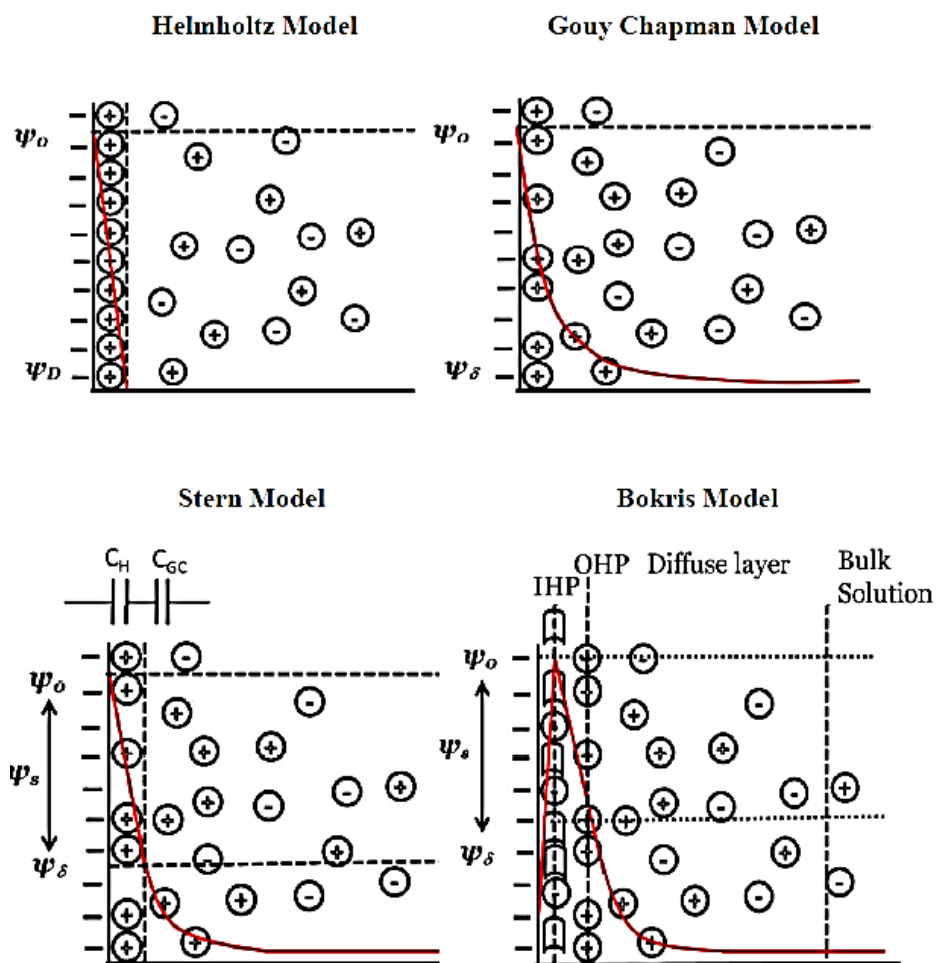 Helmholtz Model
Gouy Chapman Model
ψo
ψD
ψo
ψδ
Stern Model
Bokris Model
CH
CGC
ψo
ψs
ψδ
IHP
OHP
Diffuse layer
Bulk
Solution
ψo
ψs
ψδ